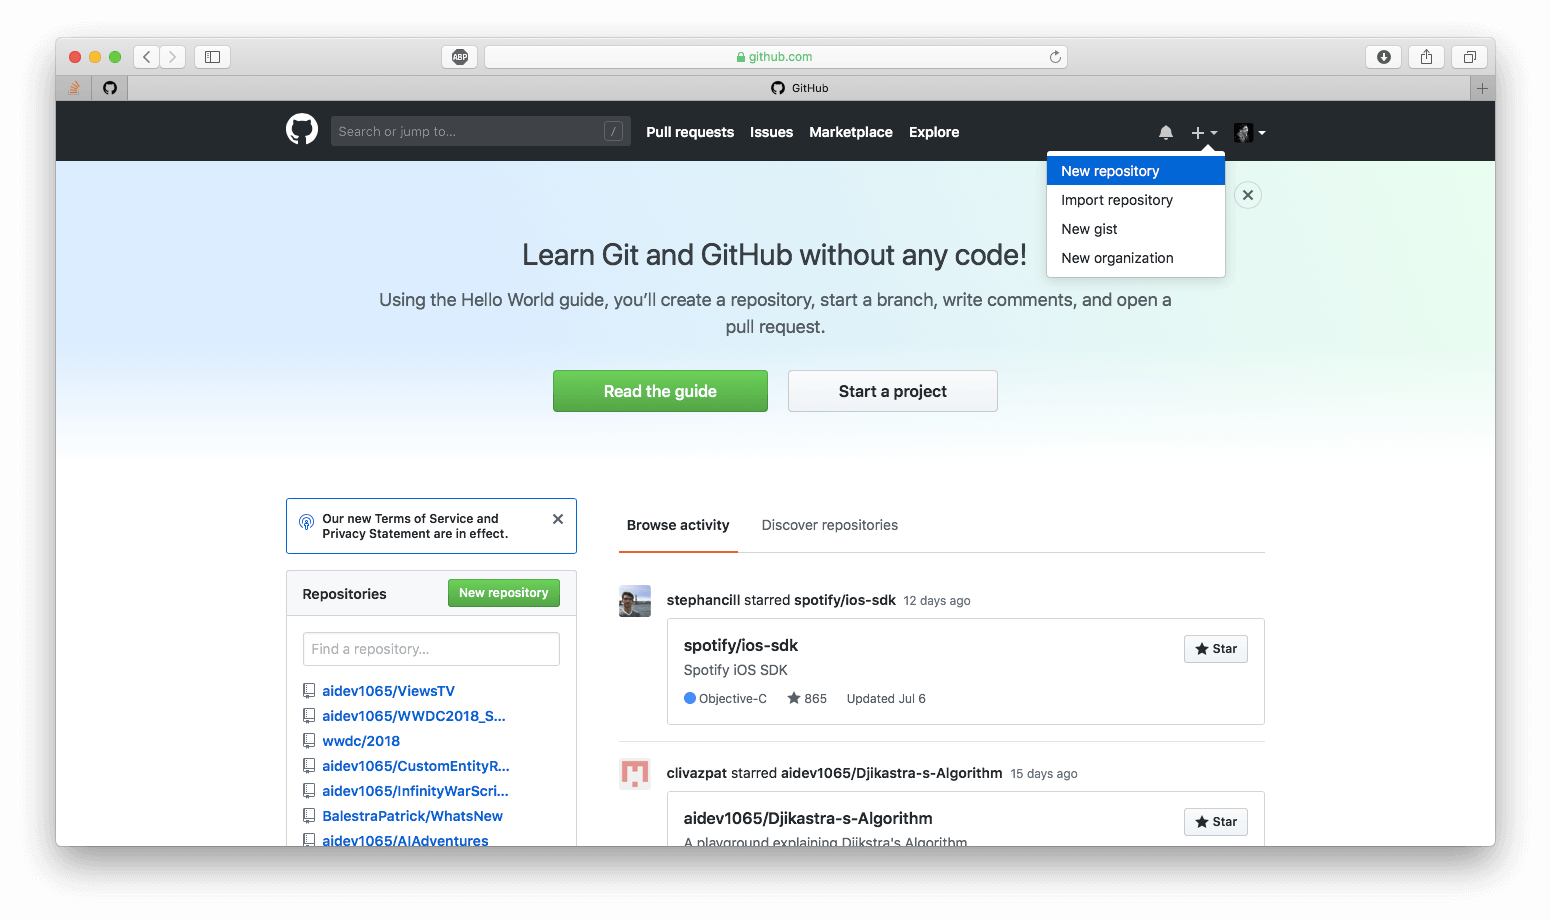 ABP
github.com
GitHub
Search or jump to...
/
Pull requests
Issues
Marketplace
Explore
New repository
Import repository
New gist
New organization
Learn Git and GitHub without any code!
Using the Hello World guide, you’ll create a repository, start a branch, write comments, and open a
pull request.
Read the guide
Start a project
Our new Terms of Service and
Privacy Statement are in effect.
Repositories
New repository
Find a repository...
aidev1065/ViewsTV
aidev1065/WWDC2018_S...
wwdc/2018
aidev1065/CustomEntityR...
aidev1065/InfinityWarScri...
BalestraPatrick/WhatsNew
aidev1065/AIAdventures
Browse activity
Discover repositories
stephancill starred spotify/ios-sdk 12 days ago
spotify/ios-sdk
Star
Spotify iOS SDK
Objective-C
865
Updated Jul 6
clivazpat starred aidev1065/Djikastra-s-Algorithm 15 days ago
aidev1065/Djikastra-s-Algorithm
Star
A playground explaining Dijkstra's Algorithm